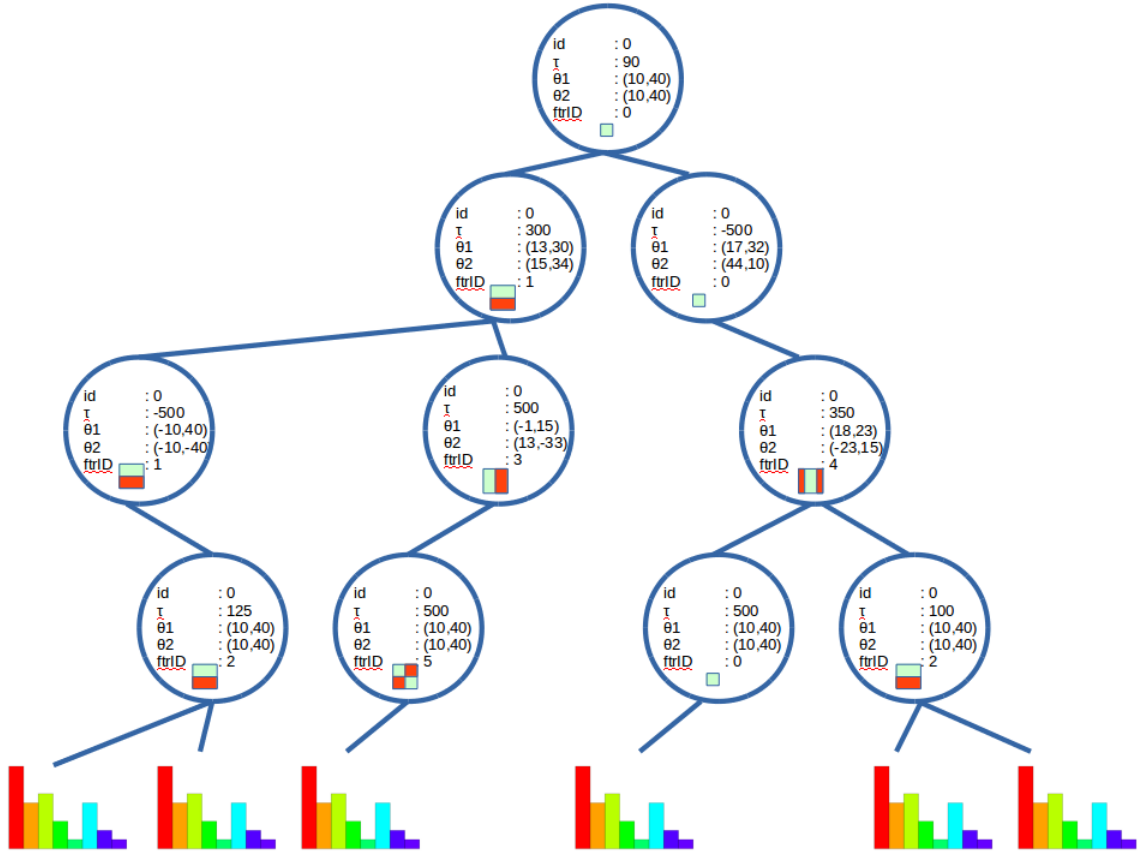 id : 0
τ : 90
θ1 : (10,40)
θ2 : (10,40)
ftrID : 0
id : 0
τ : 300
θ1 : (13,30)
θ2 : (15,34)
ftrID : 1
id : 0
τ : -500
θ1 : (17,32)
θ2 : (44,10)
ftrID : 0
id : 0
τ : -500
θ1 : (-10,40)
θ2 : (-10,-40)
ftrID : 1
id : 0
τ : 500
θ1 : (-1,15)
θ2 : (13,-33)
ftrID : 3
id : 0
τ : 350
θ1 : (18,23)
θ2 : (-23,15)
ftrID : 4
id : 0
τ : 125
θ1 : (10,40)
θ2 : (10,40)
ftrID : 2
id : 0
τ : 500
θ1 : (10,40)
θ2 : (10,40)
ftrID : 5
id : 0
τ : 500
θ1 : (10,40)
θ2 : (10,40)
ftrID : 0
id : 0
τ : 100
θ1 : (10,40)
θ2 : (10,40)
ftrID : 2